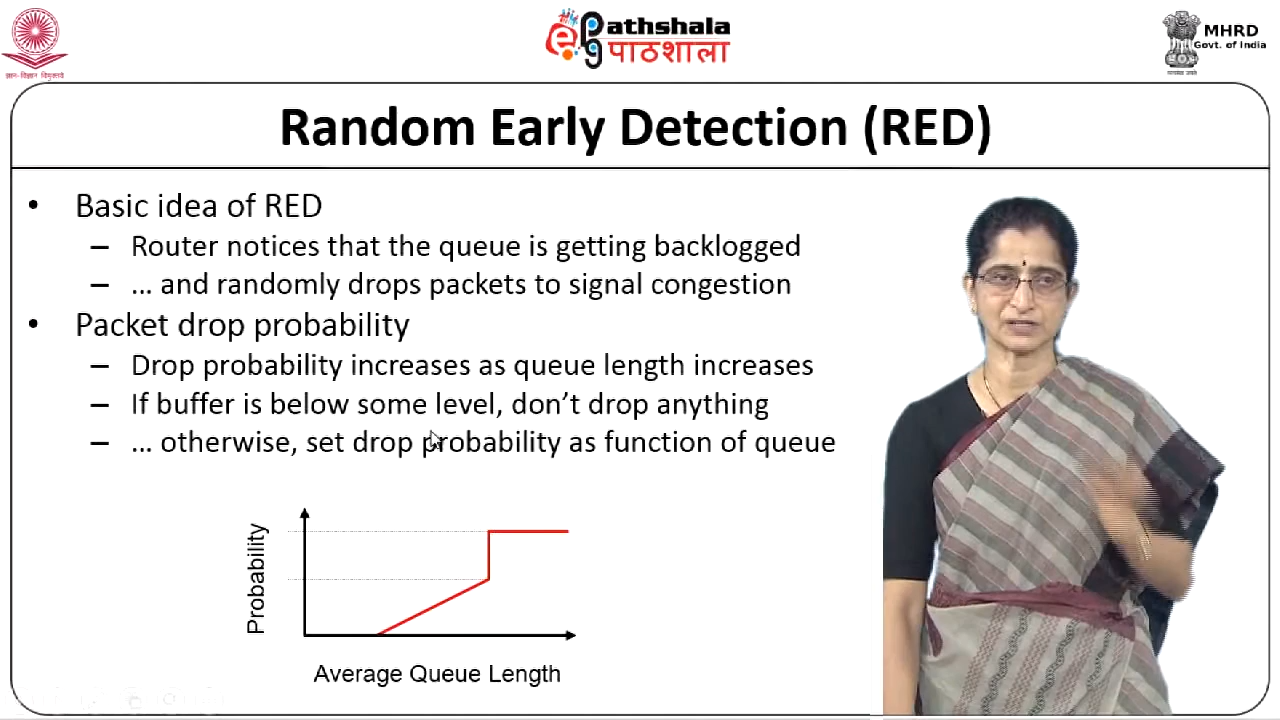 ज्ञान-विज्ञान विमुक्तये
ePathshala
पाठशाला
MHRD
Govt. of India
Random Early Detection (RED)
• Basic idea of RED
– Router notices that the queue is getting backlogged
– … and randomly drops packets to signal congestion
• Packet drop probability
– Drop probability increases as queue length increases
– If buffer is below some level, don’t drop anything
– … otherwise, set drop probability as function of queue
Probability
Average Queue Length